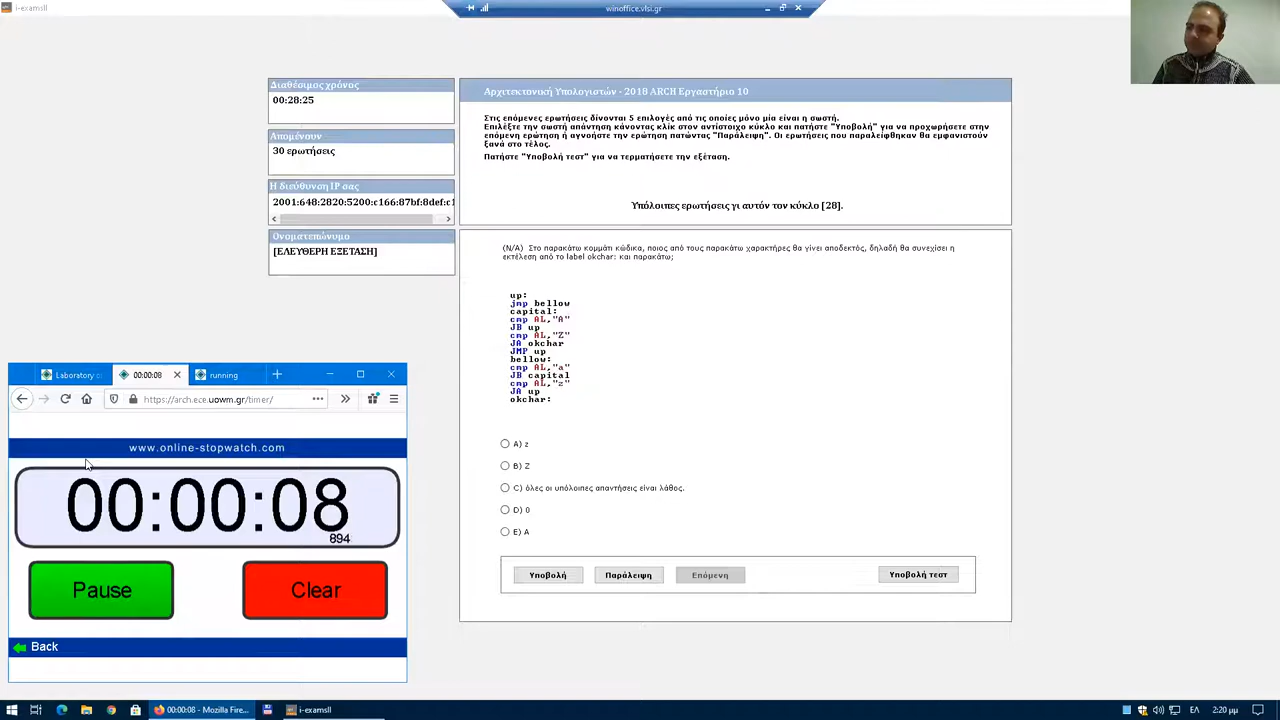 i-examsII
winoffice.vlsi.gr
Διαθέσιμος χρόνος
00:28:25
Απομένουν
30 ερωτήσεις
Η διεύθυνση IP σας
2001:648:2820:5200:c166:87bf:8def:c1
Ονοματεπώνυμο
[ΕΛΕΥΘΕΡΗ ΕΞΕΤΑΣΗ]
Αρχιτεκτονική Υπολογιστών - 2018 ARCH Εργαστήριο 10
Στις επόμενες ερωτήσεις δίνονται 5 επιλογές από τις οποίες μόνο μία είναι η σωστή.
Επιλέξτε την σωστή απάντηση κάνοντας κλίκ στον αντίστοιχο κύκλο και πατήστε "Υποβολή" για να προχωρήσετε στην
επόμενη ερώτηση ή αγνοήστε την ερώτηση πατώντας "Παράλειψη". Οι ερωτήσεις που παραλείφθηκαν θα εμφανιστούν
ξανά στο τέλος.
Πατήστε "Υποβολή τεστ" για να τερματήσετε την εξέταση.
Υπόλοιπες ερωτήσεις γι αυτόν τον κύκλο [28].
(N/A) Στο παρακάτω κομμάτι κώδικα, ποιος από τους παρακάτω χαρακτήρες θα γίνει αποδεκτός, δηλαδή θα συνεχίσει η
εκτέλεση από το label okchar: και παρακάτω;
up:
jmp bellow
capital:
cmp AL,"A"
JB up
cmp AL,"Z"
JA okchar
JMP up
bellow:
cmp AL,"a"
JB capital
cmp AL,"z"
JA up
okchar:
A) z
B) Z
C) όλες οι υπόλοιπες απαντήσεις είναι λάθος.
D) 0
E) A
Υποβολή
Παράλειψη
Επόμενη
Υποβολή τεστ
Laboratory o
00:00:08
running
https://arch.ece.uowm.gr/timer/
www.online-stopwatch.com
00:00:08
894
Pause
Clear
Back
00:00:08 - Mozilla Fire...
i-examsII
ΕΛ
2:20 μμ